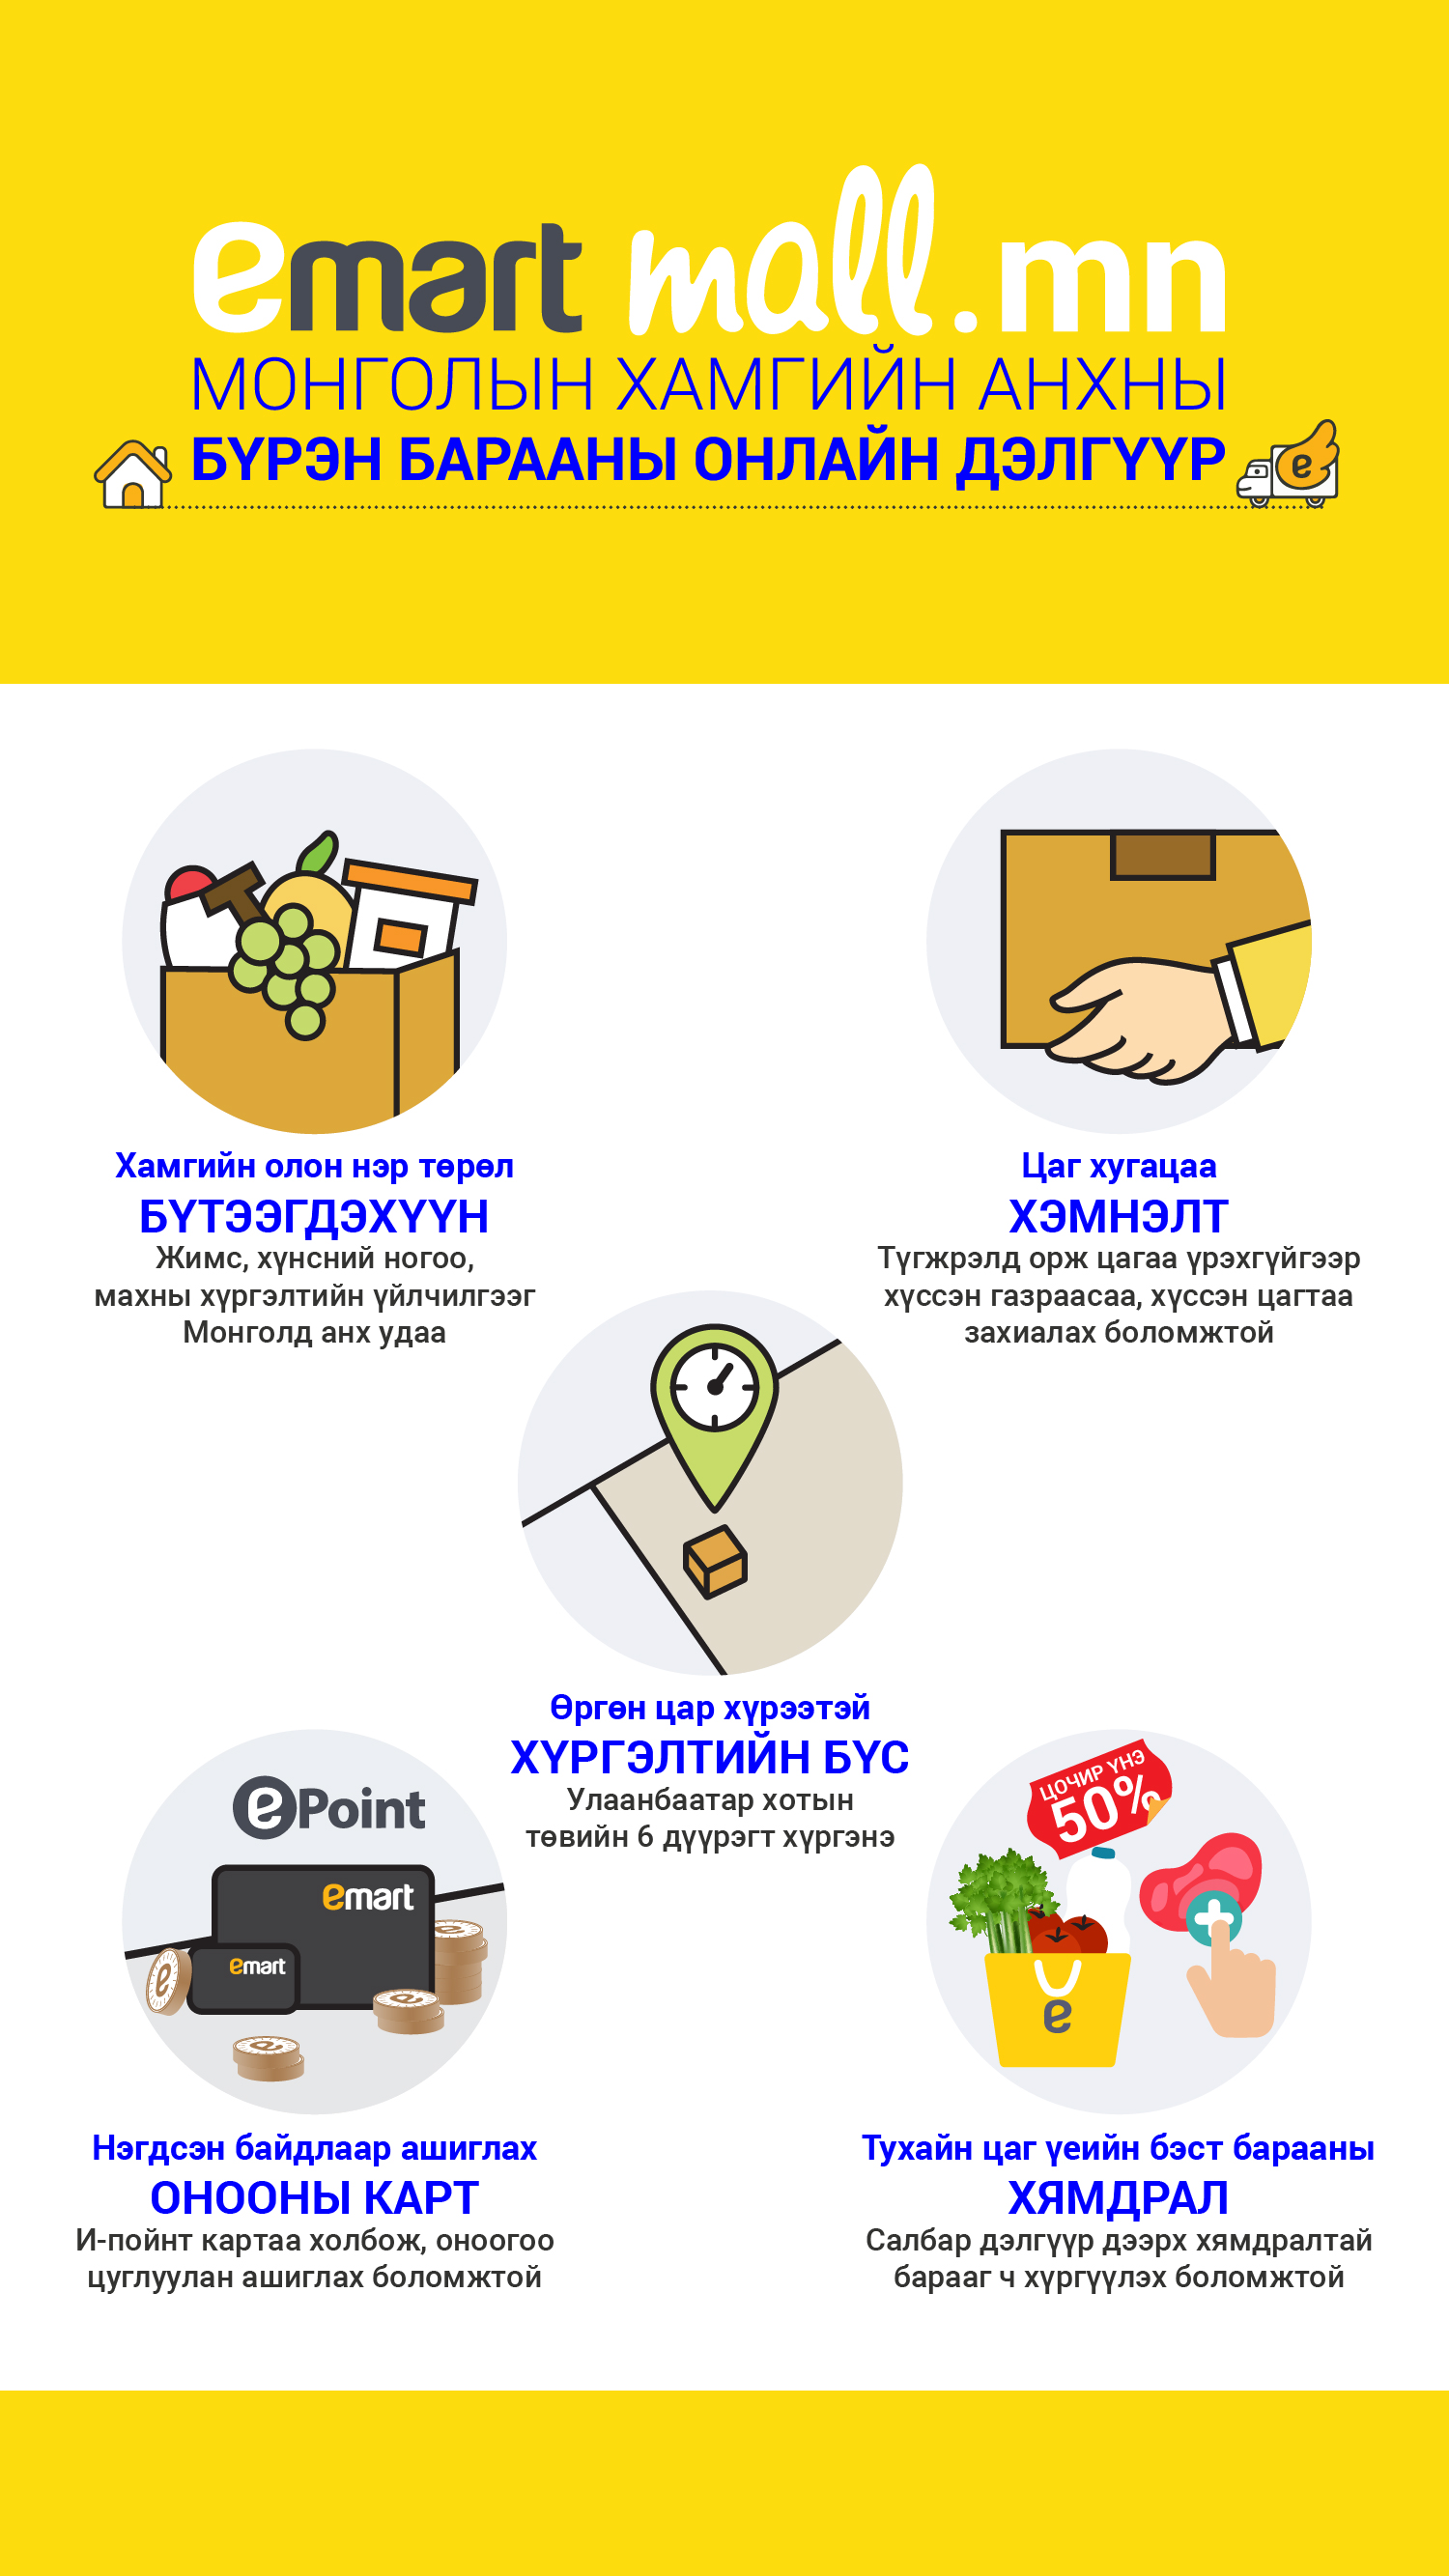 emart mall.mn
МОНГОЛЫН ХАМГИЙН АНХНЫ
БҮРЭН БАРААНЫ ОНЛАЙН ДЭЛГҮҮР
e
Хамгийн олон нэр төрөл
БҮТЭЭГДЭХҮҮН
Жимс, хүнсний ногоо,
махны хүргэлтийн үйлчилгээг
Монголд анх удаа
Цаг хугацаа
ХЭМНЭЛТ
Түгжрэлд орж цагаа үрэхгүйгээр
хүссэн газраасаа, хүссэн цагтаа
захиалах боломжтой
Өргөн цар хүрээтэй
ХҮРГЭЛТИЙН БҮС
Улаанбаатар хотын
төвийн 6 дүүрэгт хүргэнэ
ePoint
emart
emart
e
e
e
e
Нэгдсэн байдлаар ашиглах
ОНООНЫ КАРТ
И-пойнт картаа холбож, оноогоо
цуглуулан ашиглах боломжтой
ЦОЧИР ҮНЭ
50%
e
Тухайн цаг үеийн бэст барааны
ХЯМДРАЛ
Салбар дэлгүүр дээрх хямдралтай
барааг ч хүргүүлэх боломжтой